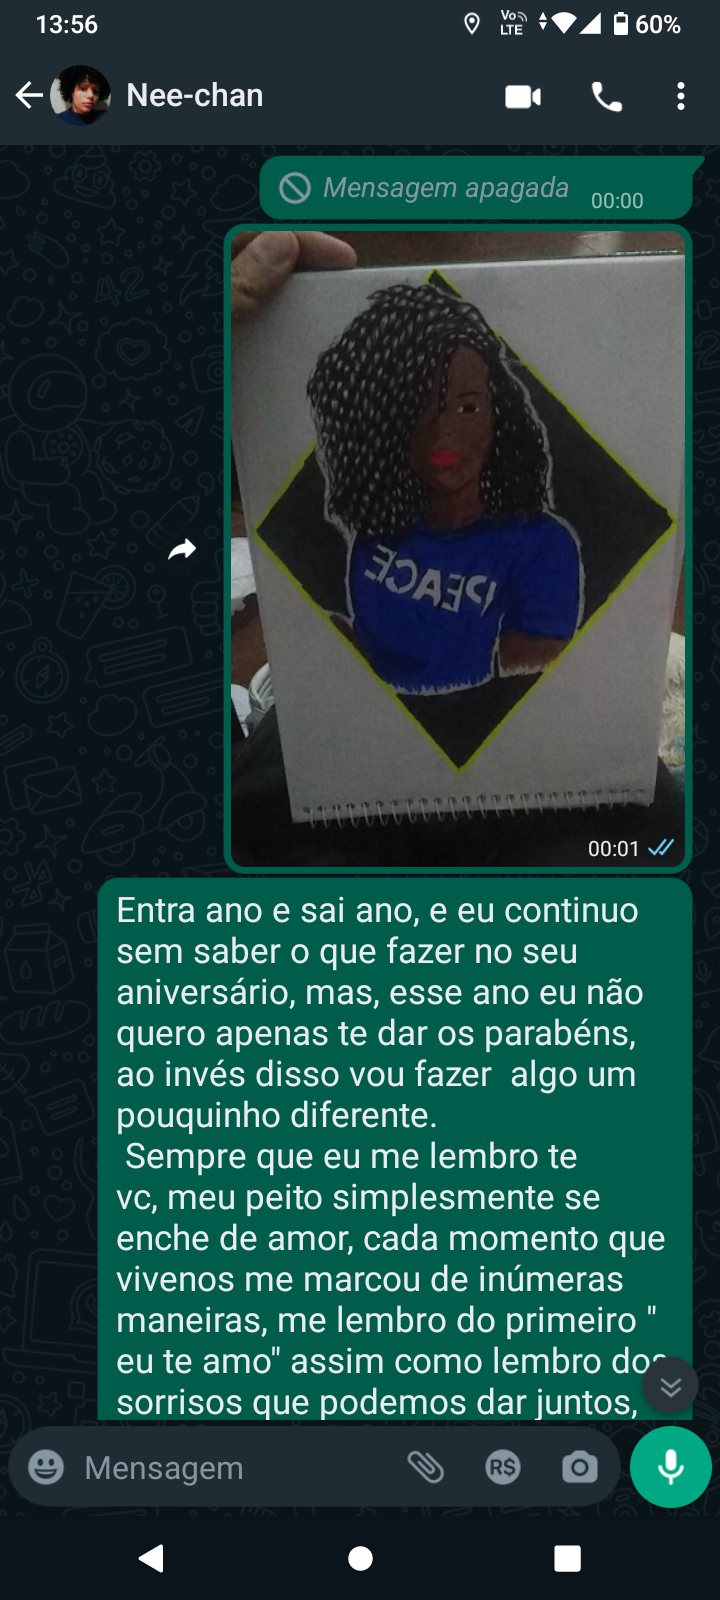 13:56
Vo
LTE
60%
Nee-chan
Mensagem apagada 00:00
PEACE
00:01
Entra ano e sai ano, e eu continuo
sem saber o que fazer no seu
aniversário, mas, esse ano eu não
quero apenas te dar os parabéns,
ao invés disso vou fazer  algo um
pouquinho diferente.
Sempre que eu me lembro te
vc, meu peito simplesmente se
enche de amor, cada momento que
vivenos me marcou de inúmeras
maneiras, me lembro do primeiro "
eu te amo" assim como lembro dos
sorrisos que podemos dar juntos,
Mensagem
R$